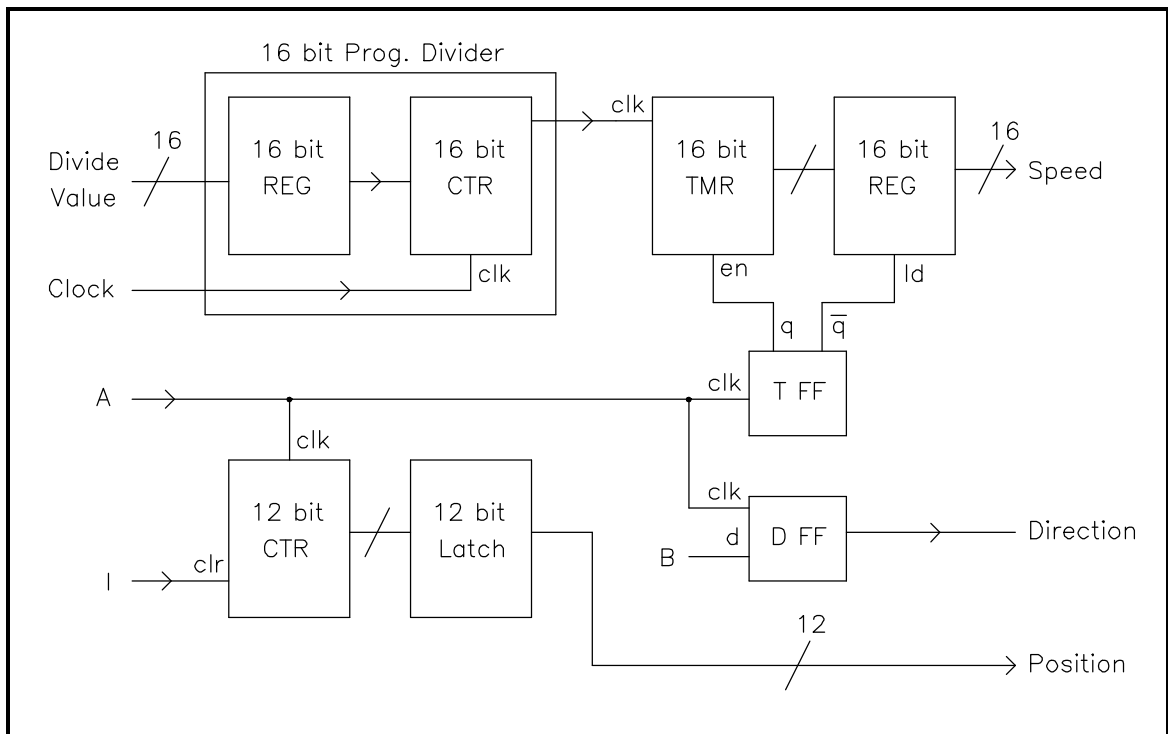 16 bit Prog. Divider
16
Divide
Value
16 bit
REG
16 bit
CTR
clk
Clock
clk
16 bit
TMR
16 bit
REG
16
Speed
en
ld
q
q̅
A
clk
T FF
clk
12 bit
CTR
12 bit
Latch
clr
I
clk
d
B
D FF
Direction
12
Position